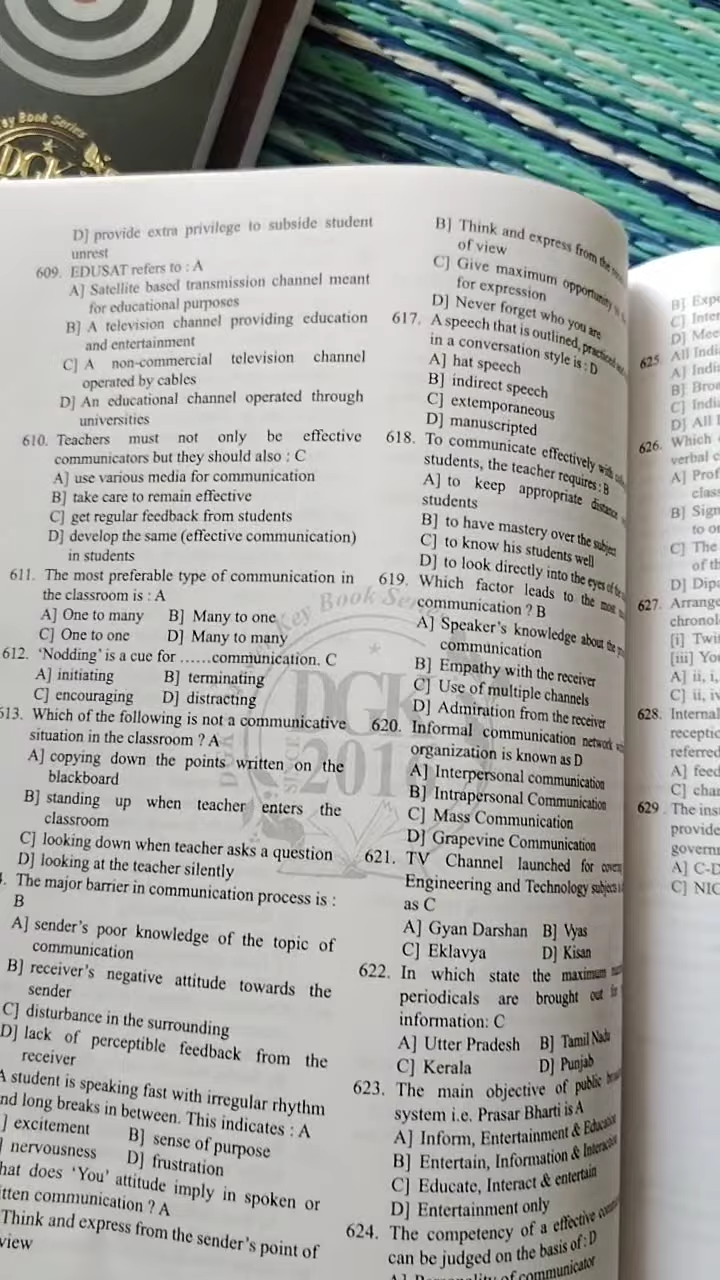 y Book Series
DGK
D] provide extra privilege to subside student
unrest
609. EDUSAT refers to : A
A] Satellite based transmission channel meant
for educational purposes
B] A television channel providing education
and entertainment
C] A non-commercial television channel
operated by cables
D] An educational channel operated through
universities
610. Teachers must not only be effective
communicators but they should also : C
A] use various media for communication
B] take care to remain effective
C] get regular feedback from students
D] develop the same (effective communication)
in students
611. The most preferable type of communication in
the classroom is : A
A] One to many B] Many to one
C] One to one D] Many to many
612. ‘Nodding’ is a cue for ......communication. C
A] initiating B] terminating
C] encouraging D] distracting
613. Which of the following is not a communicative
situation in the classroom ? A
A] copying down the points written on the
blackboard
B] standing up when teacher enters the
classroom
C] looking down when teacher asks a question
D] looking at the teacher silently
. The major barrier in communication process is :
B
A] sender’s poor knowledge of the topic of
communication
B] receiver’s negative attitude towards the
sender
C] disturbance in the surrounding
D] lack of perceptible feedback from the
receiver
A student is speaking fast with irregular rhythm
nd long breaks in between. This indicates : A
] excitement B] sense of purpose
] nervousness D] frustration
hat does ‘You’ attitude imply in spoken or
itten communication ? A
Think and express from the sender’s point of
view
B] Think and express from the
of view
C] Give maximum opportunity
for expression
D] Never forget who you are
617. A speech that is outlined, practiced
in a conversation style is : D
A] hat speech
B] indirect speech
C] extemporaneous
D] manuscripted
618. To communicate effectively with
students, the teacher requires : B
A] to keep appropriate distance
students
B] to have mastery over the subject
C] to know his students well
D] to look directly into the eyes of the
619. Which factor leads to the most
communication ? B
A] Speaker’s knowledge about the
communication
B] Empathy with the receiver
C] Use of multiple channels
D] Admiration from the receiver
620. Informal communication network
organization is known as D
A] Interpersonal communication
B] Intrapersonal Communication
C] Mass Communication
D] Grapevine Communication
621. TV Channel launched for
Engineering and Technology subjects
as C
A] Gyan Darshan B] Vyas
C] Eklavya D] Kisan
622. In which state the maximum
periodicals are brought out
information: C
A] Utter Pradesh B] Tamil Nadu
C] Kerala D] Punjab
623. The main objective of public
system i.e. Prasar Bharti is A
A] Inform, Entertainment & Education
B] Entertain, Information & Interaction
C] Educate, Interact & entertain
D] Entertainment only
624. The competency of a effective
can be judged on the basis of : D
of communicator
Key Book Ser
DGK
SINCE
201
B] Exp
C] Inter
D] Mee
625. All Indi
A] India
B] Broa
C] India
D] All I
626. Which
verbal c
A] Prof
class
B] Sign
to o
C] The
of th
D] Dip
627. Arrange
chronol
[i] Twi
[iii] You
A] ii, i,
C] ii, iv
628. Internal
receptic
referred
A] feed
C] cha
629 . The ins
provide
governm
A] C-D
C] NIC